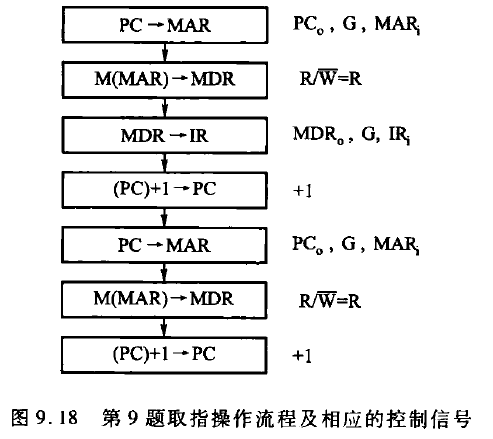 PC→MAR PCₒ, G, MARᵢ
M(MAR)→MDR R/W̅=R
MDR→IR MDRₒ, G, IRᵢ
(PC)+1→PC +1
PC→MAR PCₒ, G, MARᵢ
M(MAR)→MDR R/W̅=R
(PC)+1→PC +1
图 9.18 第 9 题取指操作流程及相应的控制信号